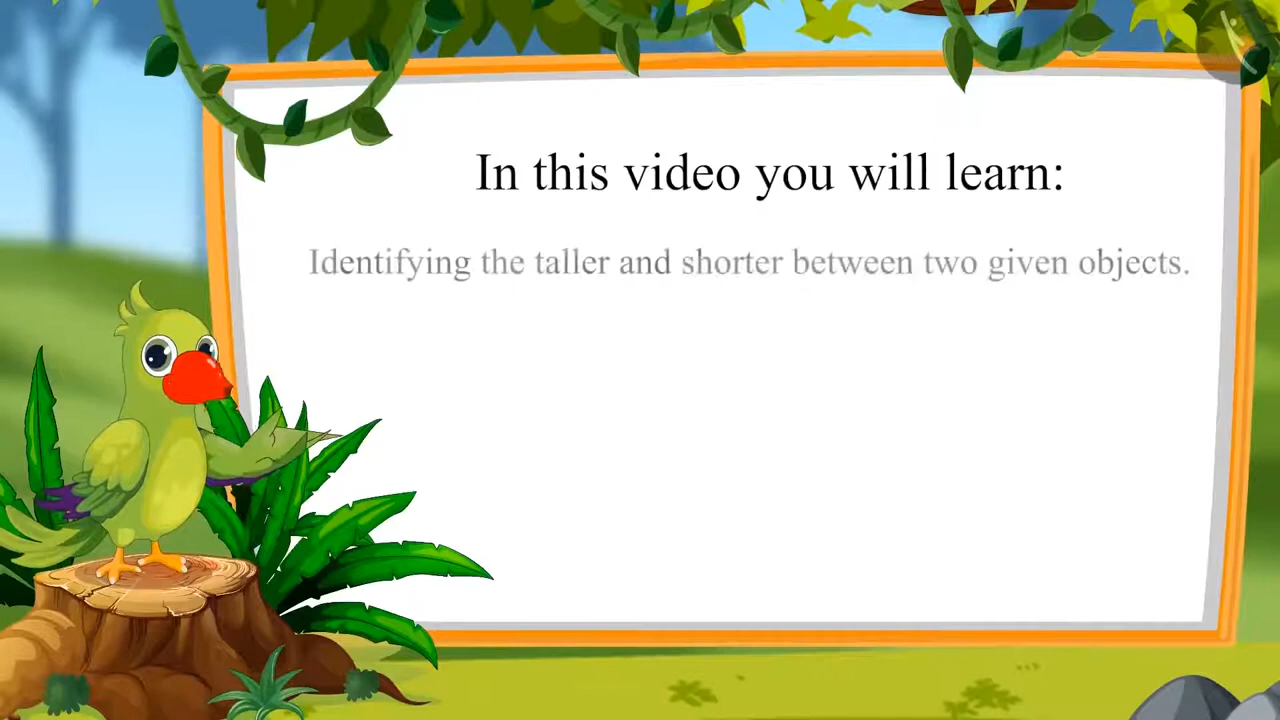 In this video you will learn:
Identifying the taller and shorter between two given objects.